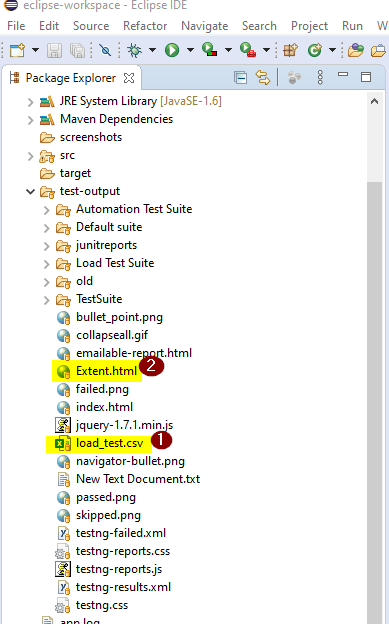 eclipse-workspace - Eclipse IDE
File Edit Source Refactor Navigate Search Project Run W
Package Explorer
JRE System Library [JavaSE-1.6]
Maven Dependencies
screenshots
src
target
test-output
Automation Test Suite
Default suite
junitreports
Load Test Suite
old
TestSuite
bullet_point.png
collapseall.gif
emailable-report.html
Extent.html 2
failed.png
index.html
jquery-1.7.1.min.js
load_test.csv 1
navigator-bullet.png
New Text Document.txt
passed.png
skipped.png
testng-failed.xml
testng-reports.css
testng-reports.js
testng-results.xml
testng.css
app.log